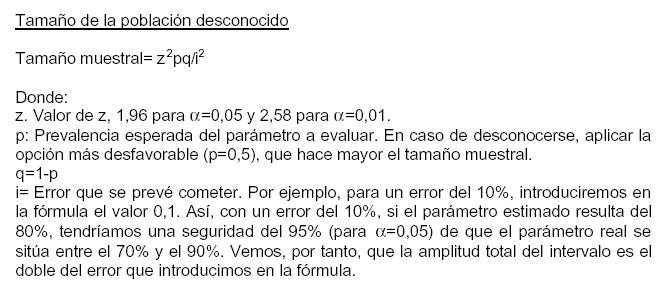 Tamaño de la población desconocido
Tamaño muestral= z²pq/i²
Donde:
z. Valor de z, 1,96 para α=0,05 y 2,58 para α=0,01.
p: Prevalencia esperada del parámetro a evaluar. En caso de desconocerse, aplicar la
opción más desfavorable (p=0,5), que hace mayor el tamaño muestral.
q=1-p
i= Error que se prevé cometer. Por ejemplo, para un error del 10%, introduciremos en
la fórmula el valor 0,1. Así, con un error del 10%, si el parámetro estimado resulta del
80%, tendríamos una seguridad del 95% (para α=0,05) de que el parámetro real se
sitúa entre el 70% y el 90%. Vemos, por tanto, que la amplitud total del intervalo es el
doble del error que introducimos en la fórmula.